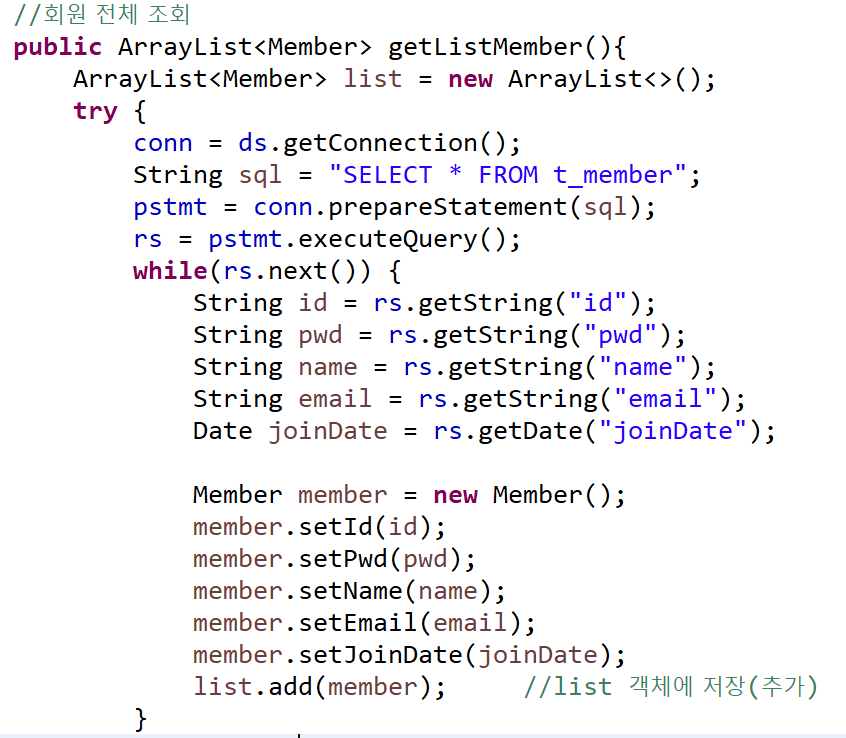 //회원 전체 조회
public ArrayList<Member> getListMember(){
    ArrayList<Member> list = new ArrayList<>();
    try {
        conn = ds.getConnection();
        String sql = "SELECT * FROM t_member";
        pstmt = conn.prepareStatement(sql);
        rs = pstmt.executeQuery();
        while(rs.next()) {
            String id = rs.getString("id");
            String pwd = rs.getString("pwd");
            String name = rs.getString("name");
            String email = rs.getString("email");
            Date joinDate = rs.getDate("joinDate");

            Member member = new Member();
            member.setId(id);
            member.setPwd(pwd);
            member.setName(name);
            member.setEmail(email);
            member.setJoinDate(joinDate);
            list.add(member);     //list 객체에 저장(추가)
        }